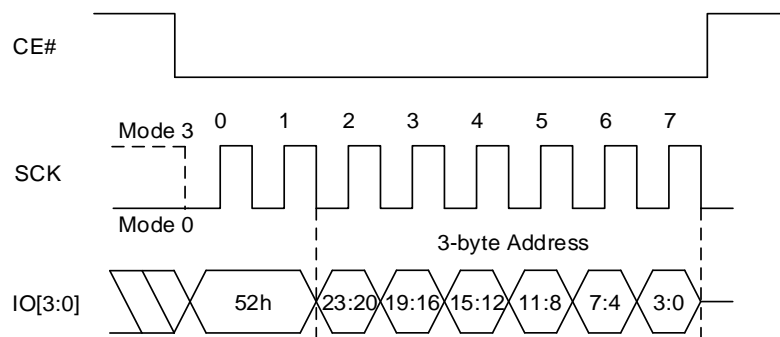 CE#
Mode 3
0 1 2 3 4 5 6 7
SCK
Mode 0
3-byte Address
IO[3:0]
52h 23:20 19:16 15:12 11:8 7:4 3:0